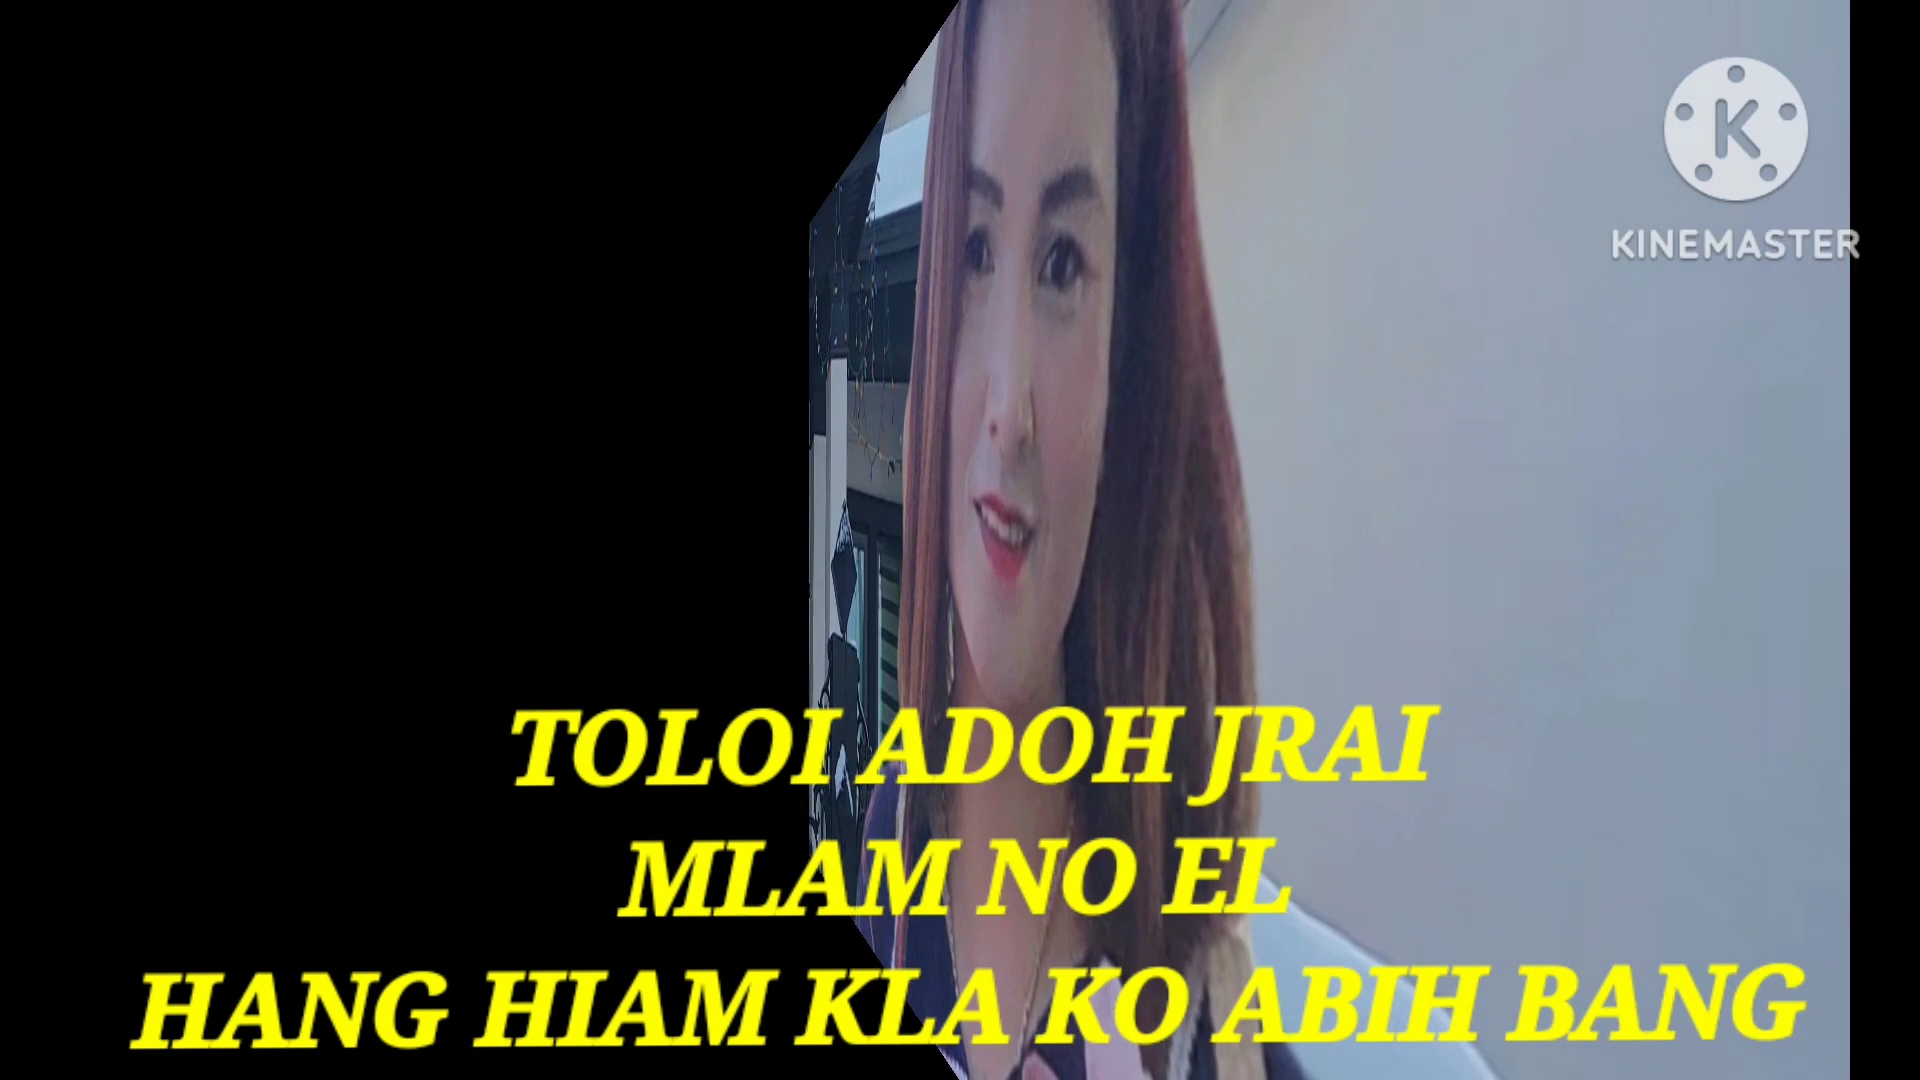 K
KINEMASTER
TOLOI ADOH JRAI
MLAM NO EL
HANG HIAM KLA KO ABIH BANG